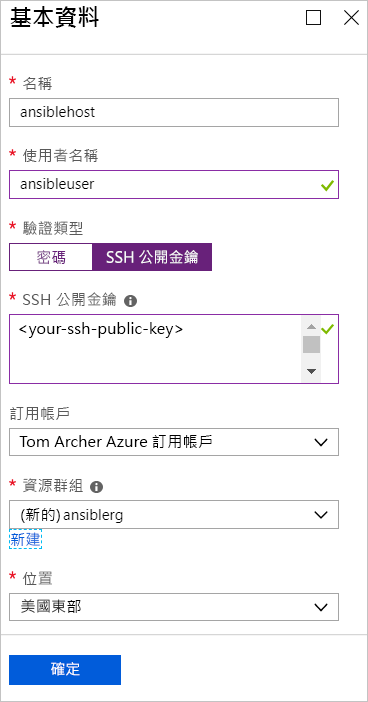 基本資料
* 名稱
ansiblehost
* 使用者名稱
ansibleuser
* 驗證類型
密碼 SSH 公開金鑰
* SSH 公開金鑰
<your-ssh-public-key>
訂用帳戶
Tom Archer Azure 訂用帳戶
* 資源群組
(新的) ansiblerg
新建
* 位置
美國東部
確定